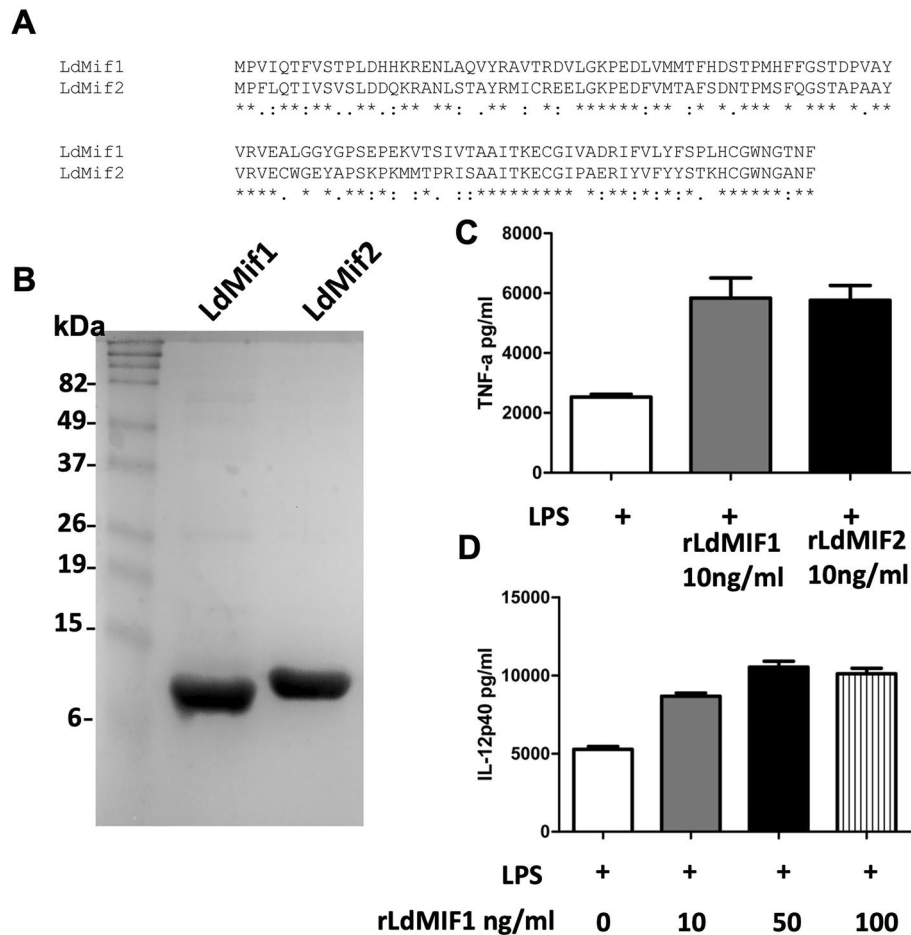 A
LdMif1 MPVIQTFVSTPLDHHKRENLAQVYRAVTRDVLGKPEDLVMMTFHDSTPMHFFGSTDPVAY
LdMif2 MPFLQTIVSVSLDDQKRANLSTAYRMICREELGKPEDFVMTAFSDNTPMSFQGSTAPAAY
**.:**:**..**.:** **: .** : *: ******:** :* *.*** * *** *.**
LdMif1 VRVEALGGYGPSEPEKVTSIVTAAITKECGIVADRIFVLYFSPLHCGWNGTNF
LdMif2 VRVECWGEYAPSKPKMMTPRISAAITKECGIPAERIYVFYYSTKHCGWNGANF
****. * *.**:*: :*. ::********* *:**:*:*:*. ******:**
B
LdMif1 LdMif2
kDa
82-
49-
37-
26-
19-
15-
6-
C
8000
6000
4000
2000
0
TNF-a pg/ml
LPS + + +
rLdMIF1 rLdMIF2
10ng/ml 10ng/ml
D
15000
10000
5000
0
IL-12p40 pg/ml
LPS + + + +
rLdMIF1 ng/ml 0 10 50 100